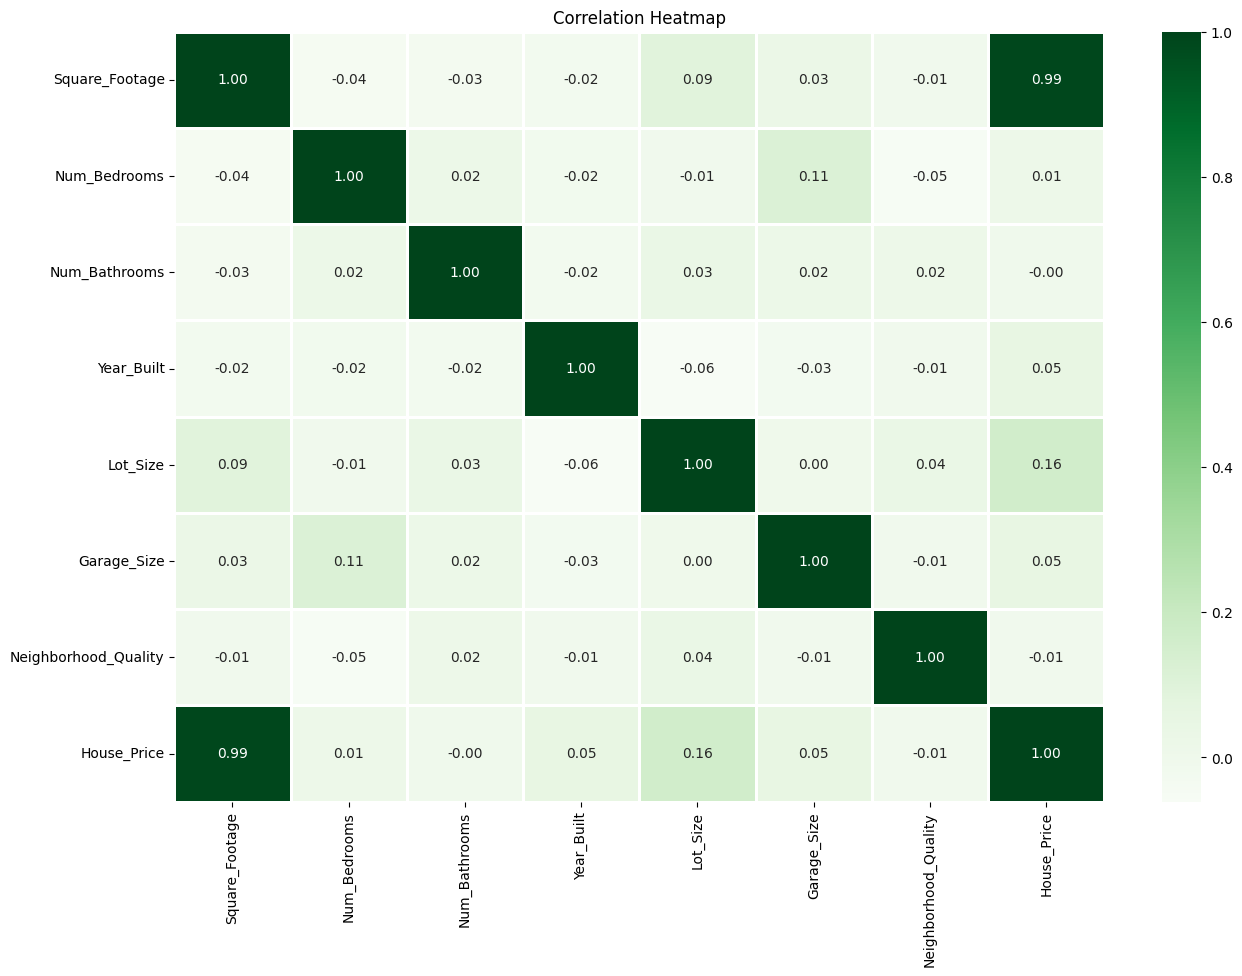 Correlation Heatmap
Square_Footage 1.00 -0.04 -0.03 -0.02 0.09 0.03 -0.01 0.99
Num_Bedrooms -0.04 1.00 0.02 -0.02 -0.01 0.11 -0.05 0.01
Num_Bathrooms -0.03 0.02 1.00 -0.02 0.03 0.02 0.02 -0.00
Year_Built -0.02 -0.02 -0.02 1.00 -0.06 -0.03 -0.01 0.05
Lot_Size 0.09 -0.01 0.03 -0.06 1.00 0.00 0.04 0.16
Garage_Size 0.03 0.11 0.02 -0.03 0.00 1.00 -0.01 0.05
Neighborhood_Quality -0.01 -0.05 0.02 -0.01 0.04 -0.01 1.00 -0.01
House_Price 0.99 0.01 -0.00 0.05 0.16 0.05 -0.01 1.00
Square_Footage
Num_Bedrooms
Num_Bathrooms
Year_Built
Lot_Size
Garage_Size
Neighborhood_Quality
House_Price
1.0
0.8
0.6
0.4
0.2
0.0